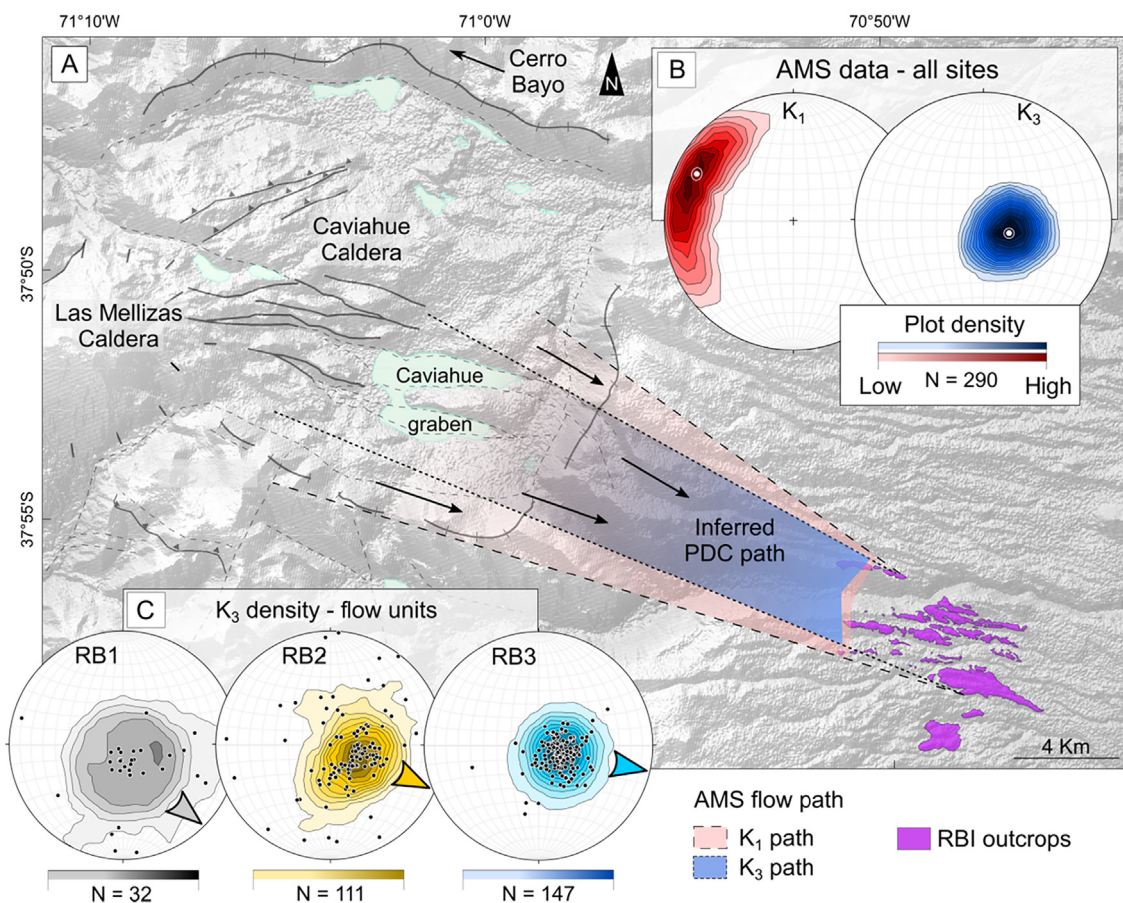 71°10'W
71°0'W
70°50'W
A
Cerro
Bayo
N
B
AMS data - all sites
K1
K3
Caviahue
Caldera
37°50'S
Las Mellizas
Caldera
Plot density
Low
N = 290
High
Caviahue
graben
37°55'S
Inferred
PDC path
C
K3 density - flow units
RB1
RB2
RB3
4 Km
AMS flow path
K1 path
K3 path
RBI outcrops
N = 32
N = 111
N = 147